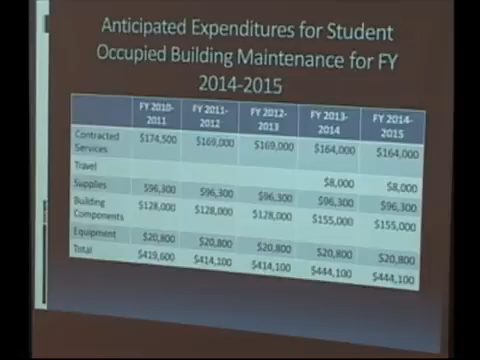 Anticipated Expenditures for Student
Occupied Building Maintenance for FY
2014-2015
FY 2010-2011 FY 2011-2012 FY 2012-2013 FY 2013-2014 FY 2014-2015
Contracted Services $174,500 $169,000 $169,000 $164,000 $164,000
Travel $8,000 $8,000
Supplies $96,300 $96,300 $96,300 $96,300 $96,300
Building Components $128,000 $128,000 $128,000 $155,000 $155,000
Equipment $20,800 $20,800 $20,800 $20,800 $20,800
Total $419,600 $414,100 $414,100 $444,100 $444,100